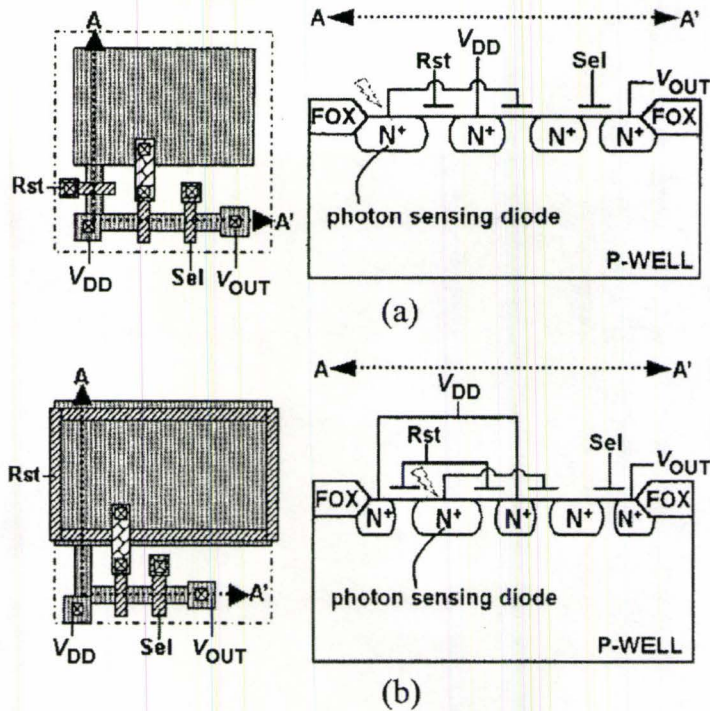 A
Rst
A'
V_DD
Sel
V_OUT
A
A'
V_DD
Rst
Sel
V_OUT
FOX
N⁺
N⁺
N⁺
N⁺
FOX
photon sensing diode
P-WELL
(a)
A
Rst
A'
V_DD
Sel
V_OUT
A
A'
V_DD
Rst
Sel
V_OUT
FOX
N⁺
N⁺
N⁺
N⁺
N⁺
FOX
photon sensing diode
P-WELL
(b)